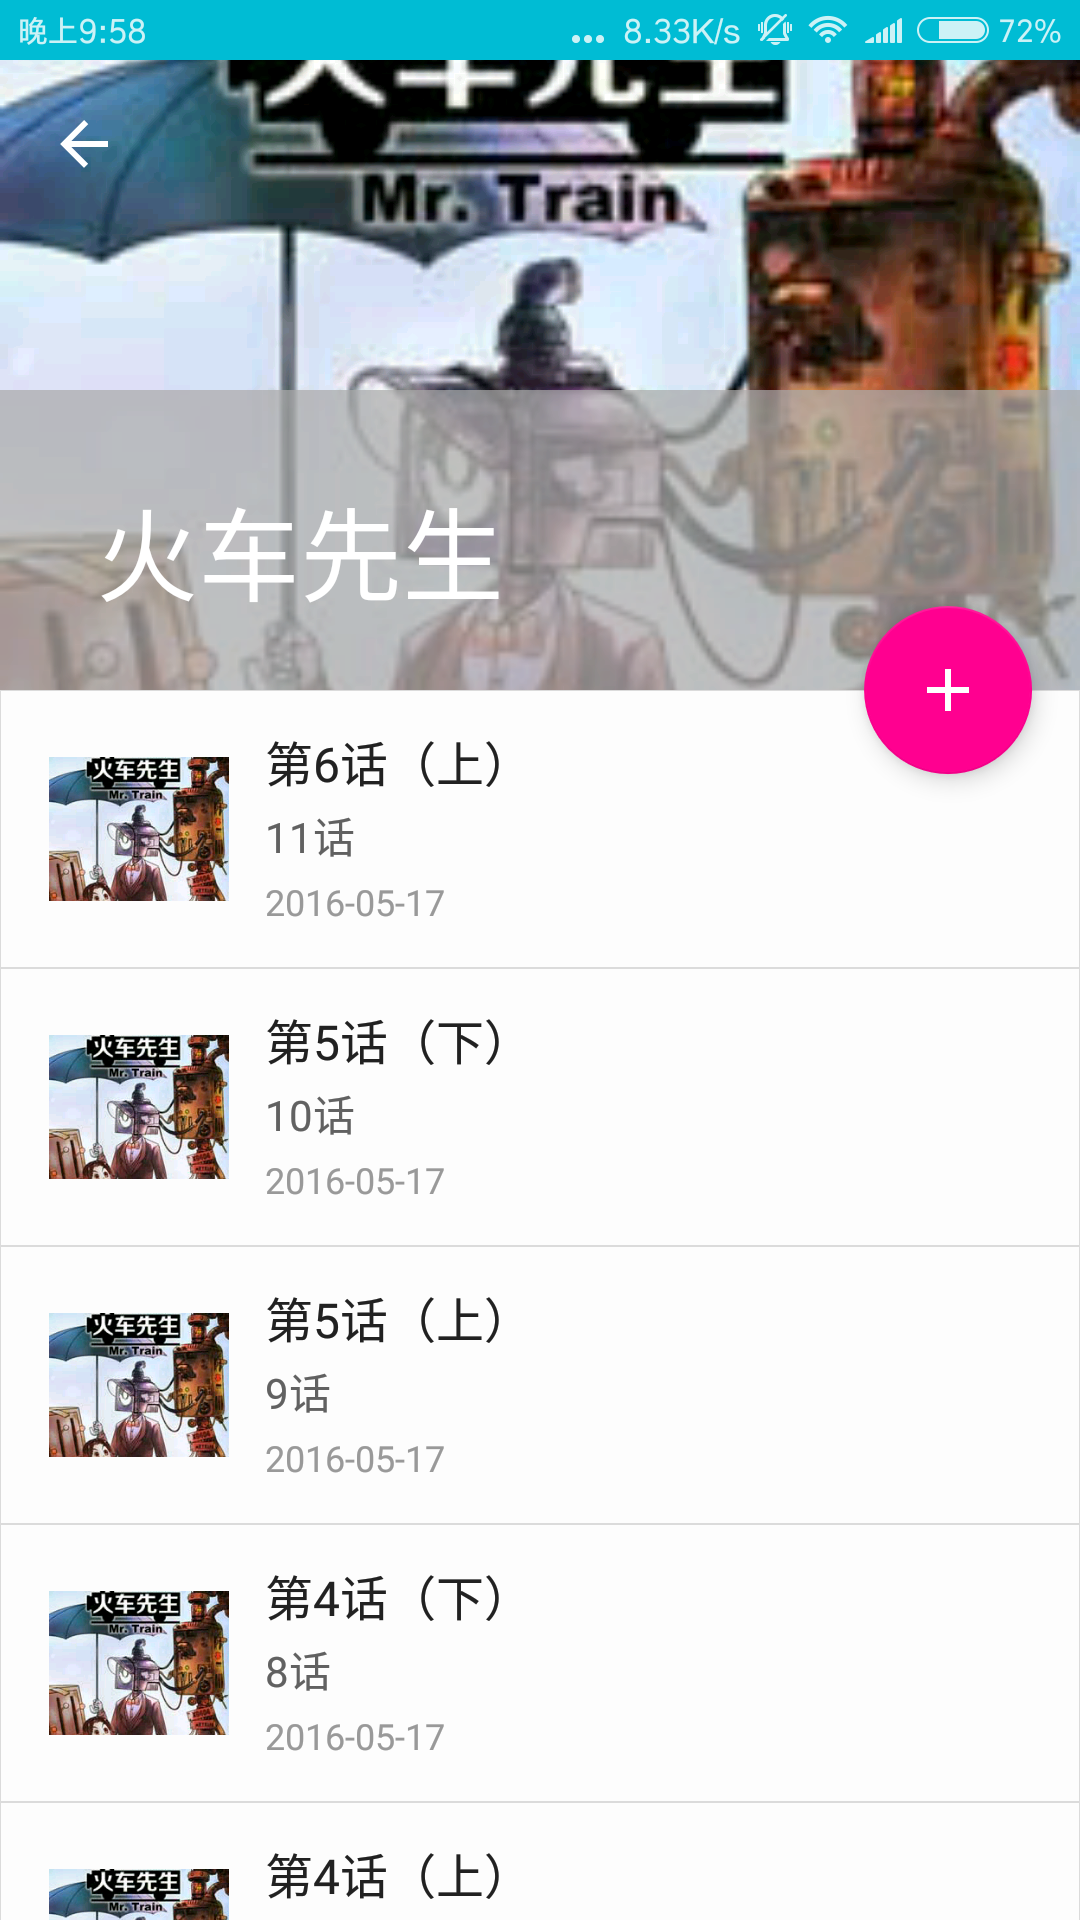 晚上9:58
... 8.33K/s 72%
火车先生
Mr. Train
火车先生
第6话（上）
11话
2016-05-17
火车先生
Mr. Train
第5话（下）
10话
2016-05-17
火车先生
Mr. Train
第5话（上）
9话
2016-05-17
火车先生
Mr. Train
第4话（下）
8话
2016-05-17
火车先生
Mr. Train
第4话（上）
火车先生
Mr. Train